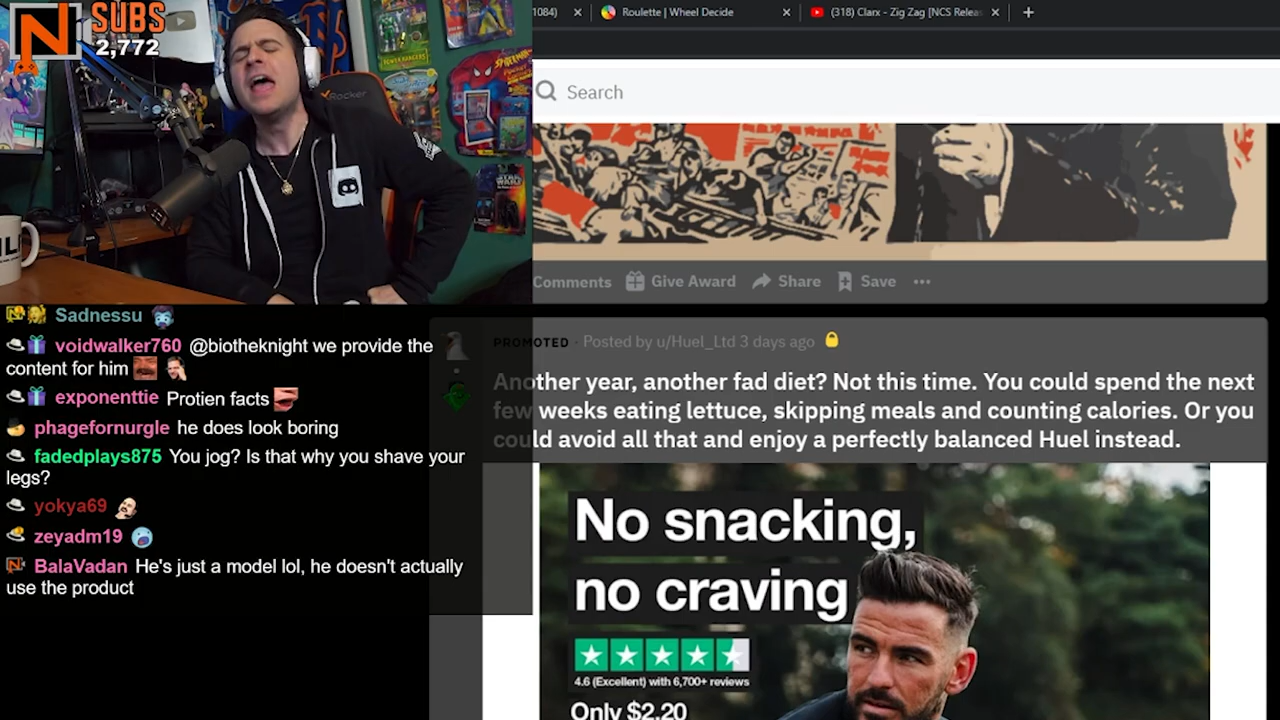 SUBS
2,772
1084)
Roulette | Wheel Decide
(318) Clarx - Zig Zag [NCS Relea
Search
Rocker
Comments
Give Award
Share
Save
Sadnessu
voidwalker760 @biotheknight we provide the
content for him
exponenttie Protien facts
phagefornurgle he does look boring
fadedplays875 You jog? Is that why you shave your
legs?
yokya69
zeyadm19
BalaVadan He's just a model lol, he doesn't actually
use the product
PROMOTED · Posted by u/Huel_Ltd 3 days ago
Another year, another fad diet? Not this time. You could spend the next
few weeks eating lettuce, skipping meals and counting calories. Or you
could avoid all that and enjoy a perfectly balanced Huel instead.
No snacking,
no craving
4.6 (Excellent) with 6,700+ reviews
Only $2.20